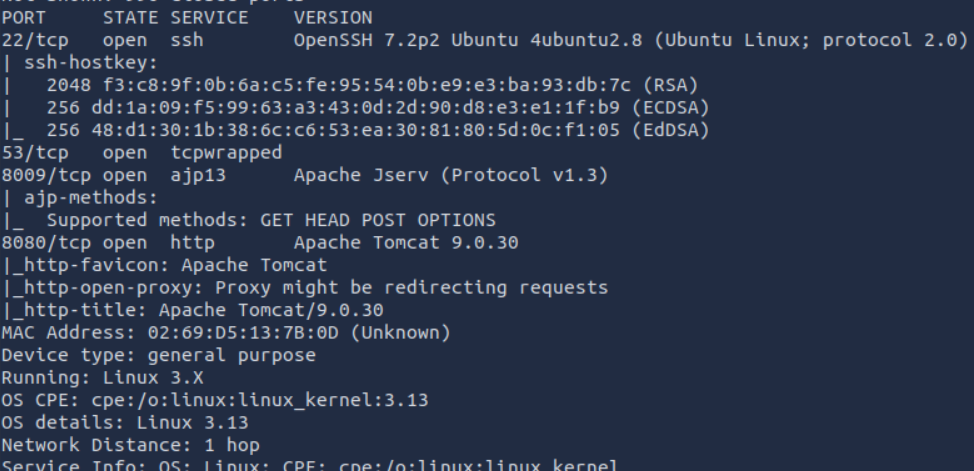 PORT     STATE SERVICE    VERSION
22/tcp   open  ssh        OpenSSH 7.2p2 Ubuntu 4ubuntu2.8 (Ubuntu Linux; protocol 2.0)
| ssh-hostkey:
|   2048 f3:c8:9f:0b:6a:c5:fe:95:54:0b:e9:e3:ba:93:db:7c (RSA)
|   256 dd:1a:09:f5:99:63:a3:43:0d:2d:90:d8:e3:e1:1f:b9 (ECDSA)
|_  256 48:d1:30:1b:38:6c:c6:53:ea:30:81:80:5d:0c:f1:05 (EdDSA)
53/tcp   open  tcpwrapped
8009/tcp open  ajp13      Apache Jserv (Protocol v1.3)
| ajp-methods:
|_  Supported methods: GET HEAD POST OPTIONS
8080/tcp open  http       Apache Tomcat 9.0.30
|_http-favicon: Apache Tomcat
|_http-open-proxy: Proxy might be redirecting requests
|_http-title: Apache Tomcat/9.0.30
MAC Address: 02:69:D5:13:7B:0D (Unknown)
Device type: general purpose
Running: Linux 3.X
OS CPE: cpe:/o:linux:linux_kernel:3.13
OS details: Linux 3.13
Network Distance: 1 hop
Service Info: OS: Linux; CPE: cpe:/o:linux:linux_kernel